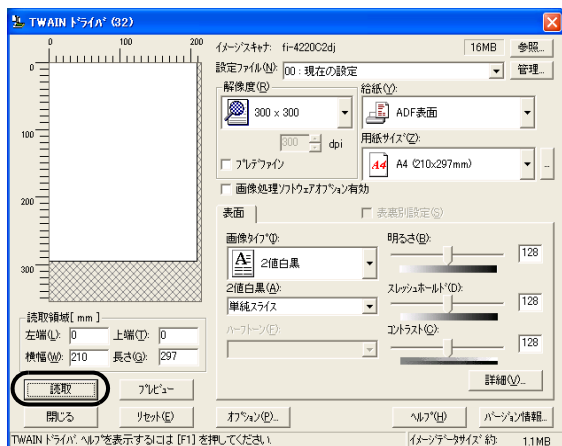 TWAIN ﾄﾞﾗｲﾊﾞ (32)
0 100 200
0
100
200
300
ｲﾒｰｼﾞｽｷｬﾅ: fi-4220C2dj 16MB 参照...
設定ﾌｧｲﾙ(N): 00 : 現在の設定 管理...
解像度(R)
300 x 300
300 dpi
ﾌﾟﾘﾃﾞﾌｧｲﾝ
給紙(Y):
ADF表面
用紙ｻｲｽﾞ(Z):
A4 A4 (210x297mm) ...
画像処理ｿﾌﾄｳｪｱｵﾌﾟｼｮﾝ有効
表面 表裏別設定(S)
画像ﾀｲﾌﾟ(I):
2値白黒
2値白黒(A):
単純ｽﾗｲｽ
ﾊｰﾌﾄｰﾝ(E):
明るさ(B):
128
ｽﾚｯｼｭﾎｰﾙﾄﾞ(D):
128
ｺﾝﾄﾗｽﾄ(C):
128
詳細(V)...
読取領域[ mm ]
左端(L): 0 上端(T): 0
横幅(W): 210 長さ(G): 297
読取 ﾌﾟﾚﾋﾞｭｰ
閉じる ﾘｾｯﾄ(E) ｵﾌﾟｼｮﾝ(P)... ﾍﾙﾌﾟ(H) ﾊﾞｰｼﾞｮﾝ情報...
TWAIN ﾄﾞﾗｲﾊﾞ. ﾍﾙﾌﾟを表示するには [F1] を押してください. ｲﾒｰｼﾞﾃﾞｰﾀｻｲｽﾞ 約: 1.1MB